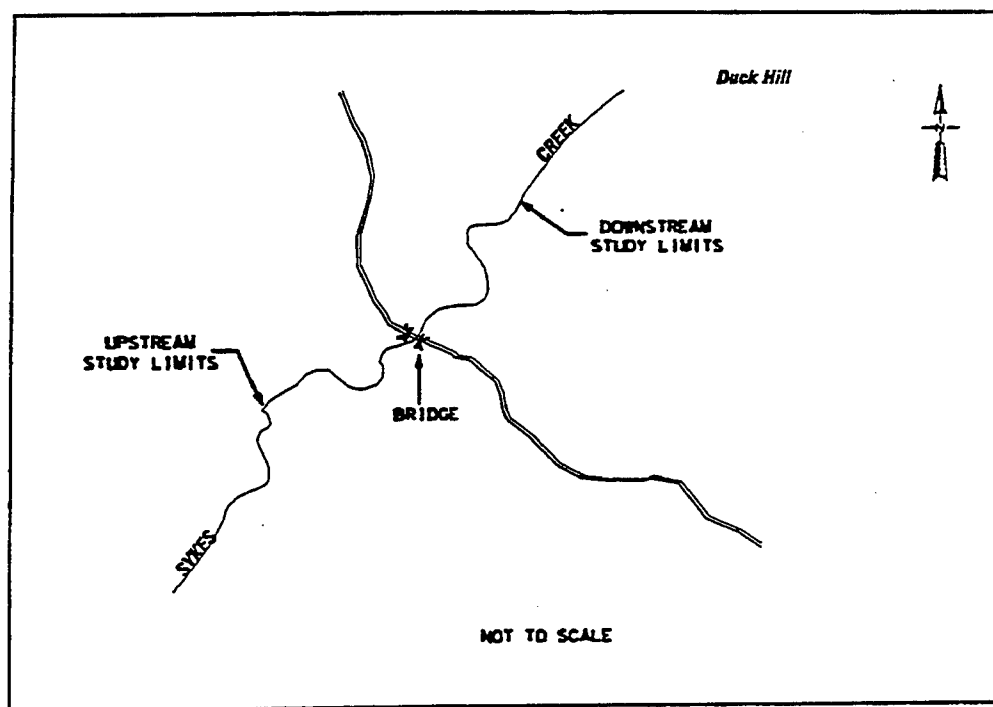 Duck Hill
N
CREEK
DOWNSTREAM
STUDY LIMITS
UPSTREAM
STUDY LIMITS
BRIDGE
SYKES
NOT TO SCALE